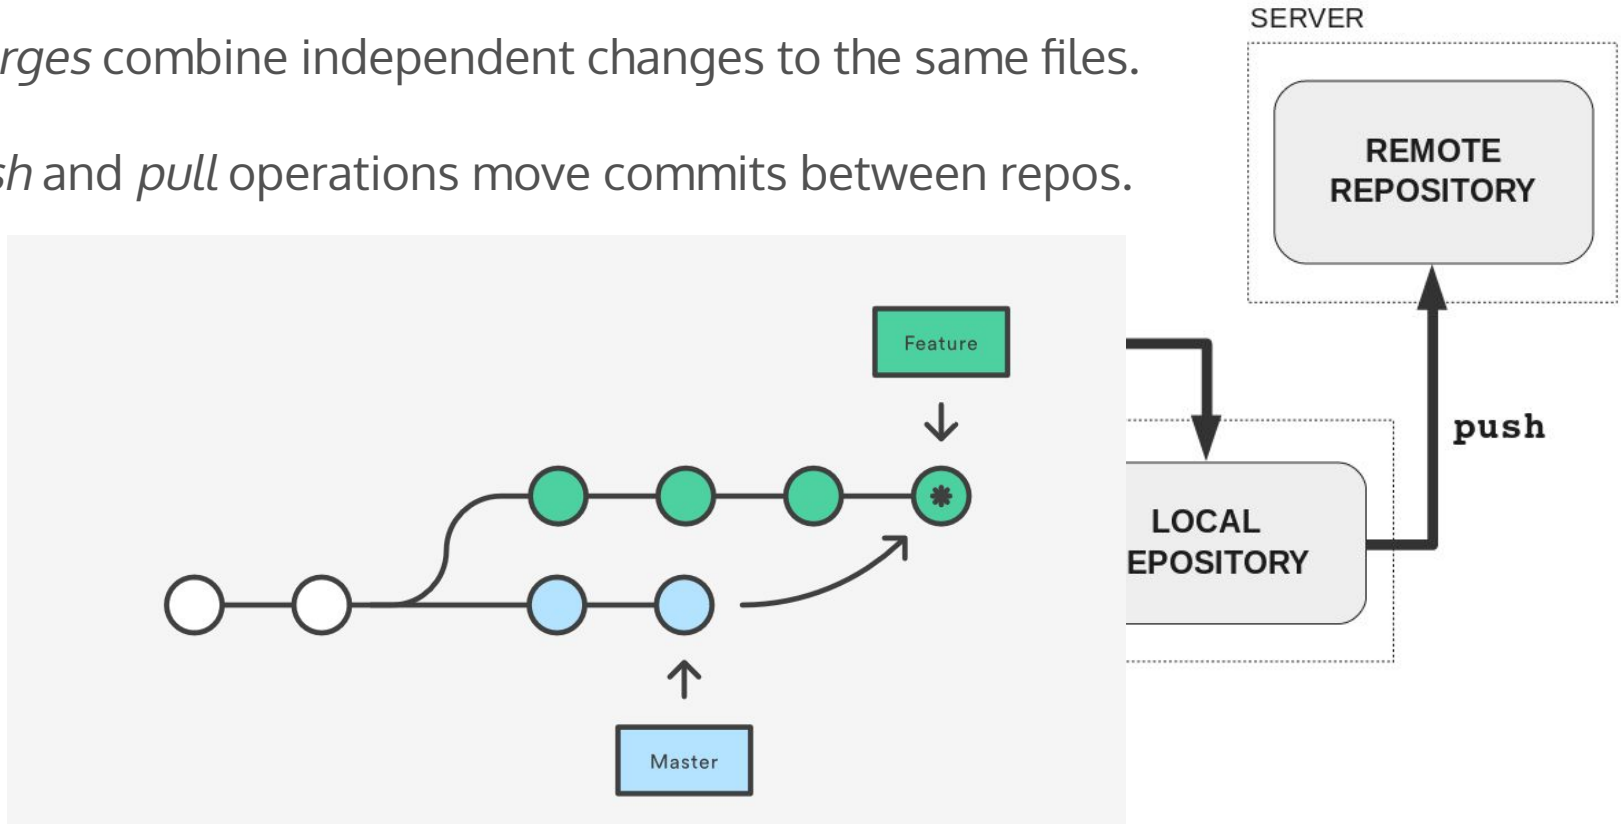 rges combine independent changes to the same files.
sh and pull operations move commits between repos.
SERVER
REMOTE
REPOSITORY
Feature
push
LOCAL
EPOSITORY
Master